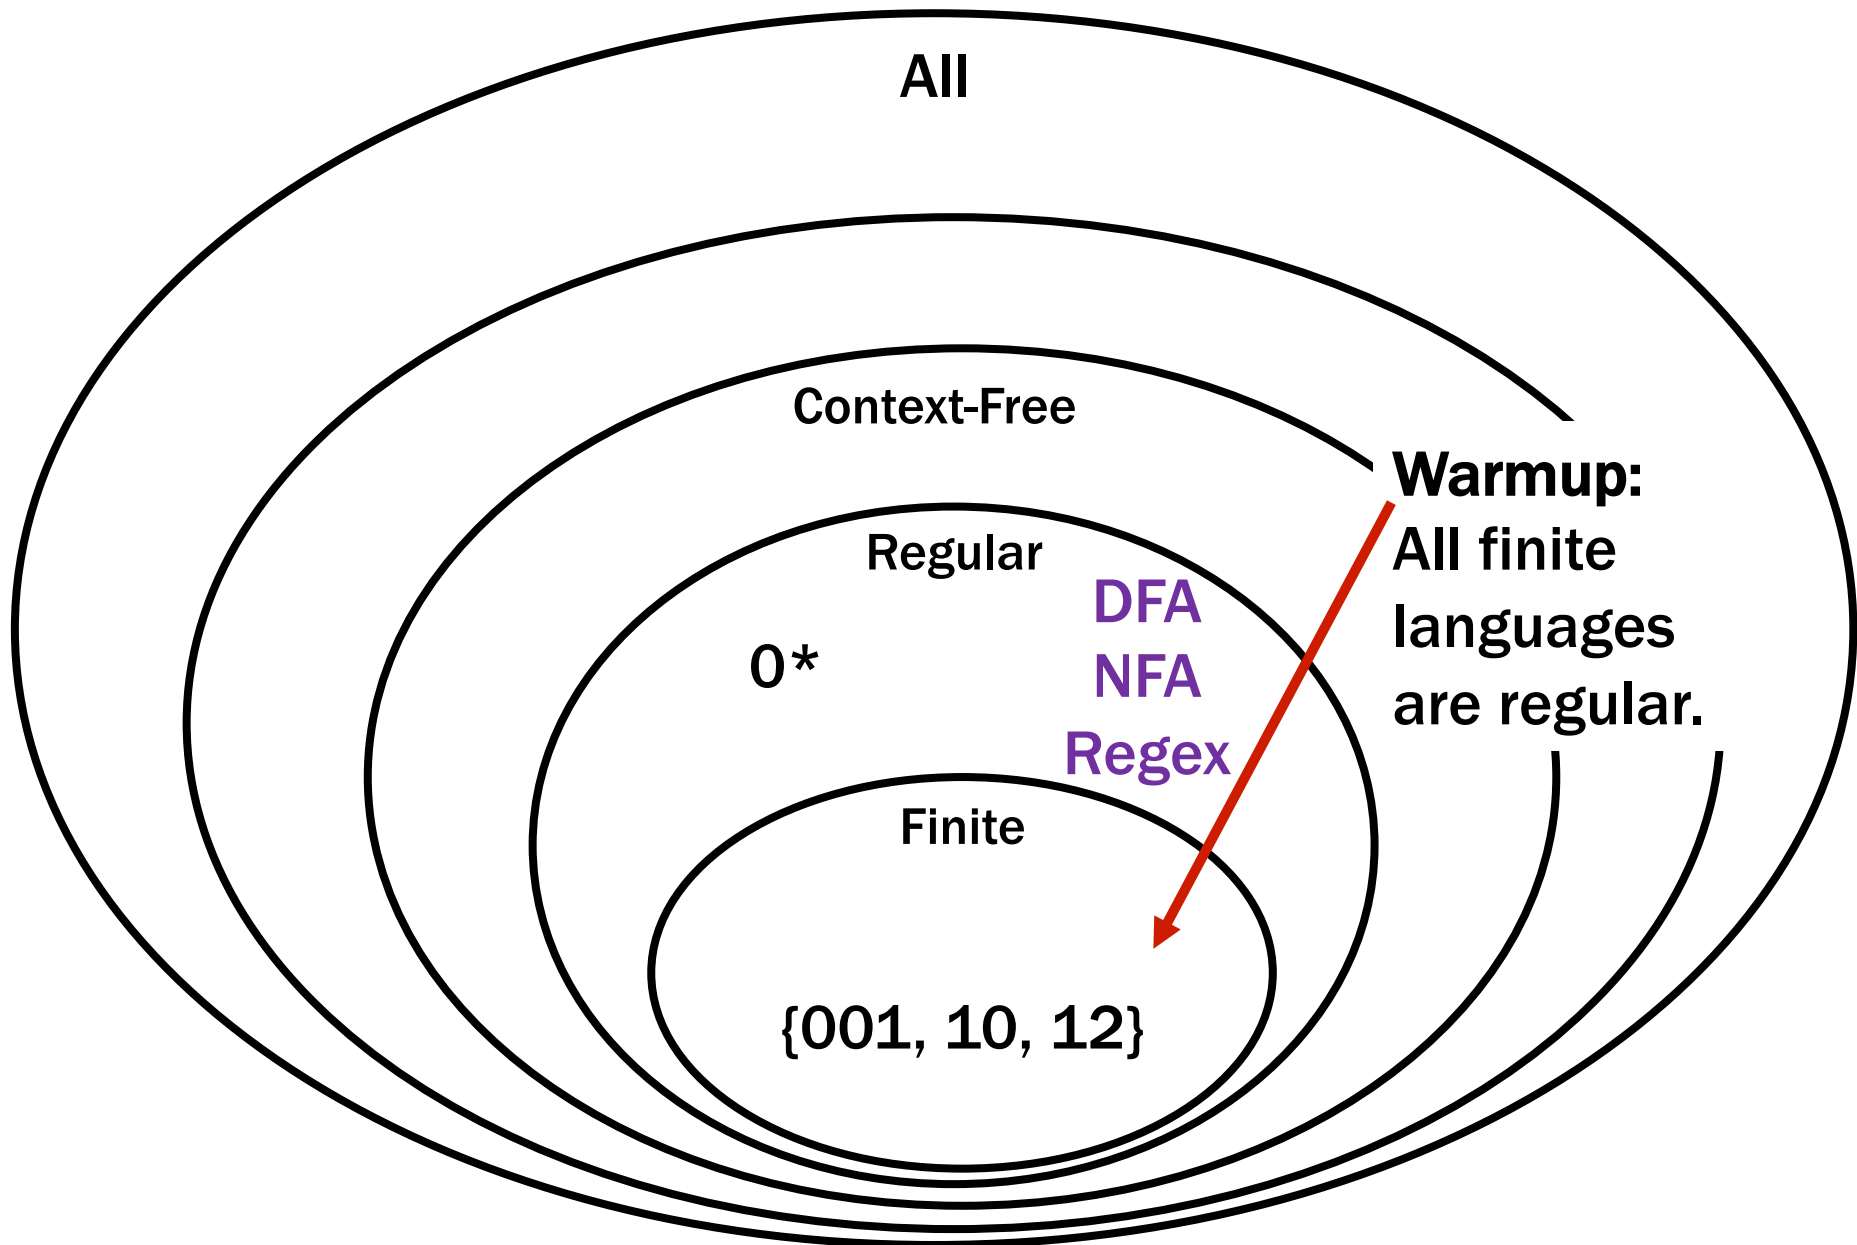 All
Context-Free
Warmup:
All finite
languages
are regular.
Regular
DFA
NFA
Regex
0*
Finite
{001, 10, 12}